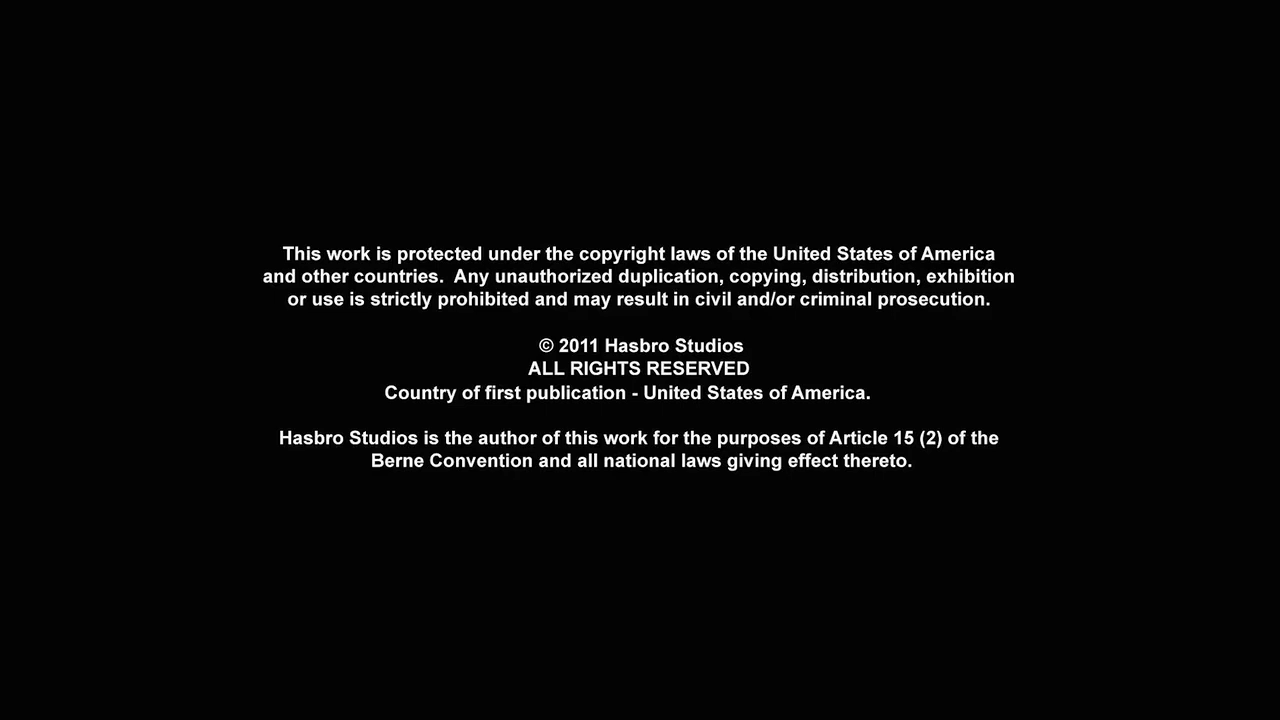 This work is protected under the copyright laws of the United States of America
and other countries.  Any unauthorized duplication, copying, distribution, exhibition
or use is strictly prohibited and may result in civil and/or criminal prosecution.
© 2011 Hasbro Studios
ALL RIGHTS RESERVED
Country of first publication - United States of America.
Hasbro Studios is the author of this work for the purposes of Article 15 (2) of the
Berne Convention and all national laws giving effect thereto.